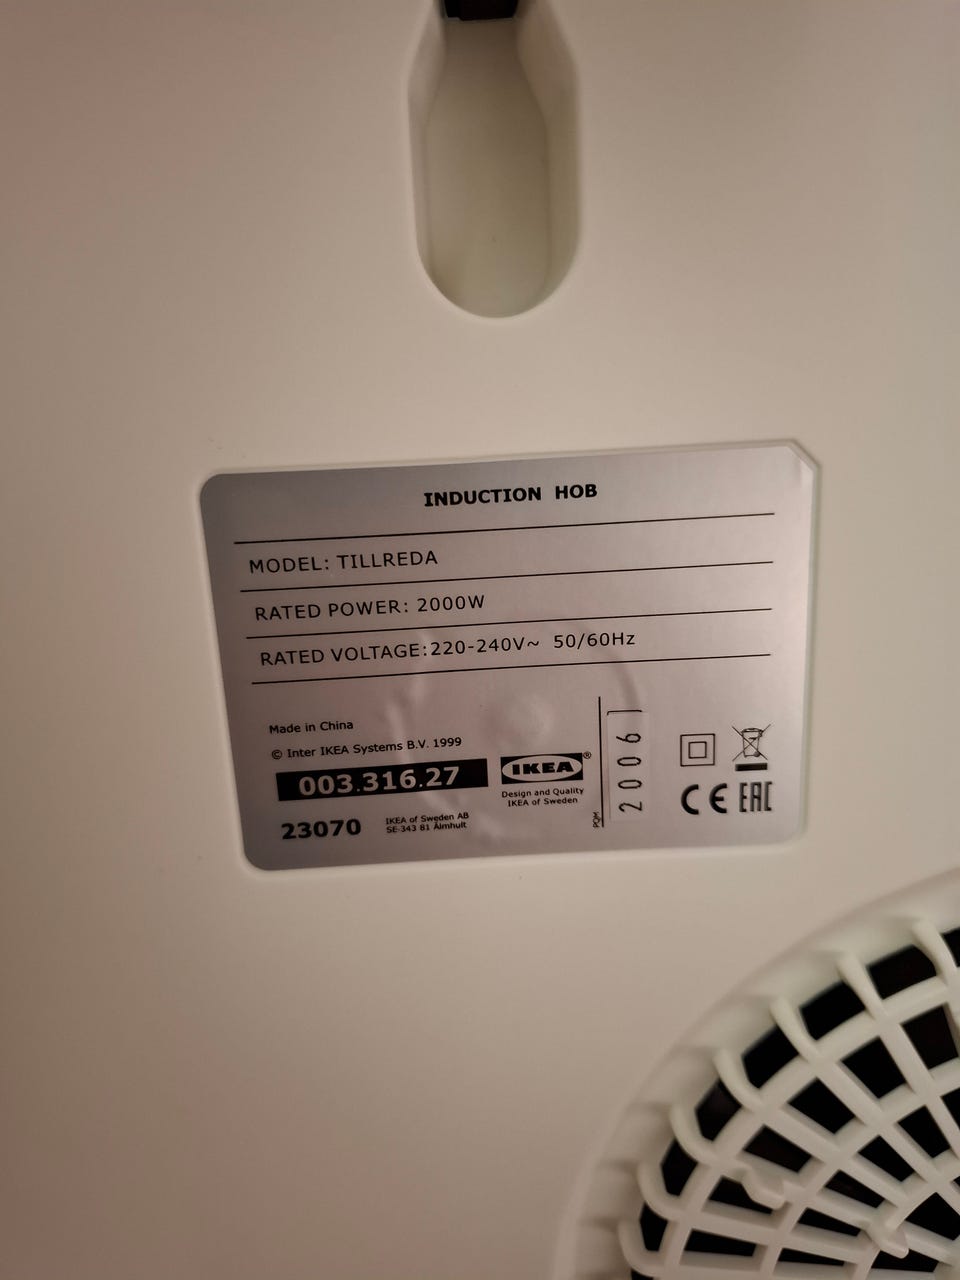 INDUCTION HOB
MODEL: TILLREDA
RATED POWER: 2000W
RATED VOLTAGE:220-240V~ 50/60Hz
Made in China
© Inter IKEA Systems B.V. 1999
003.316.27
23070
IKEA of Sweden AB
SE-343 81 Älmhult
IKEA®
Design and Quality
IKEA of Sweden
PQM
2006
CE EAC